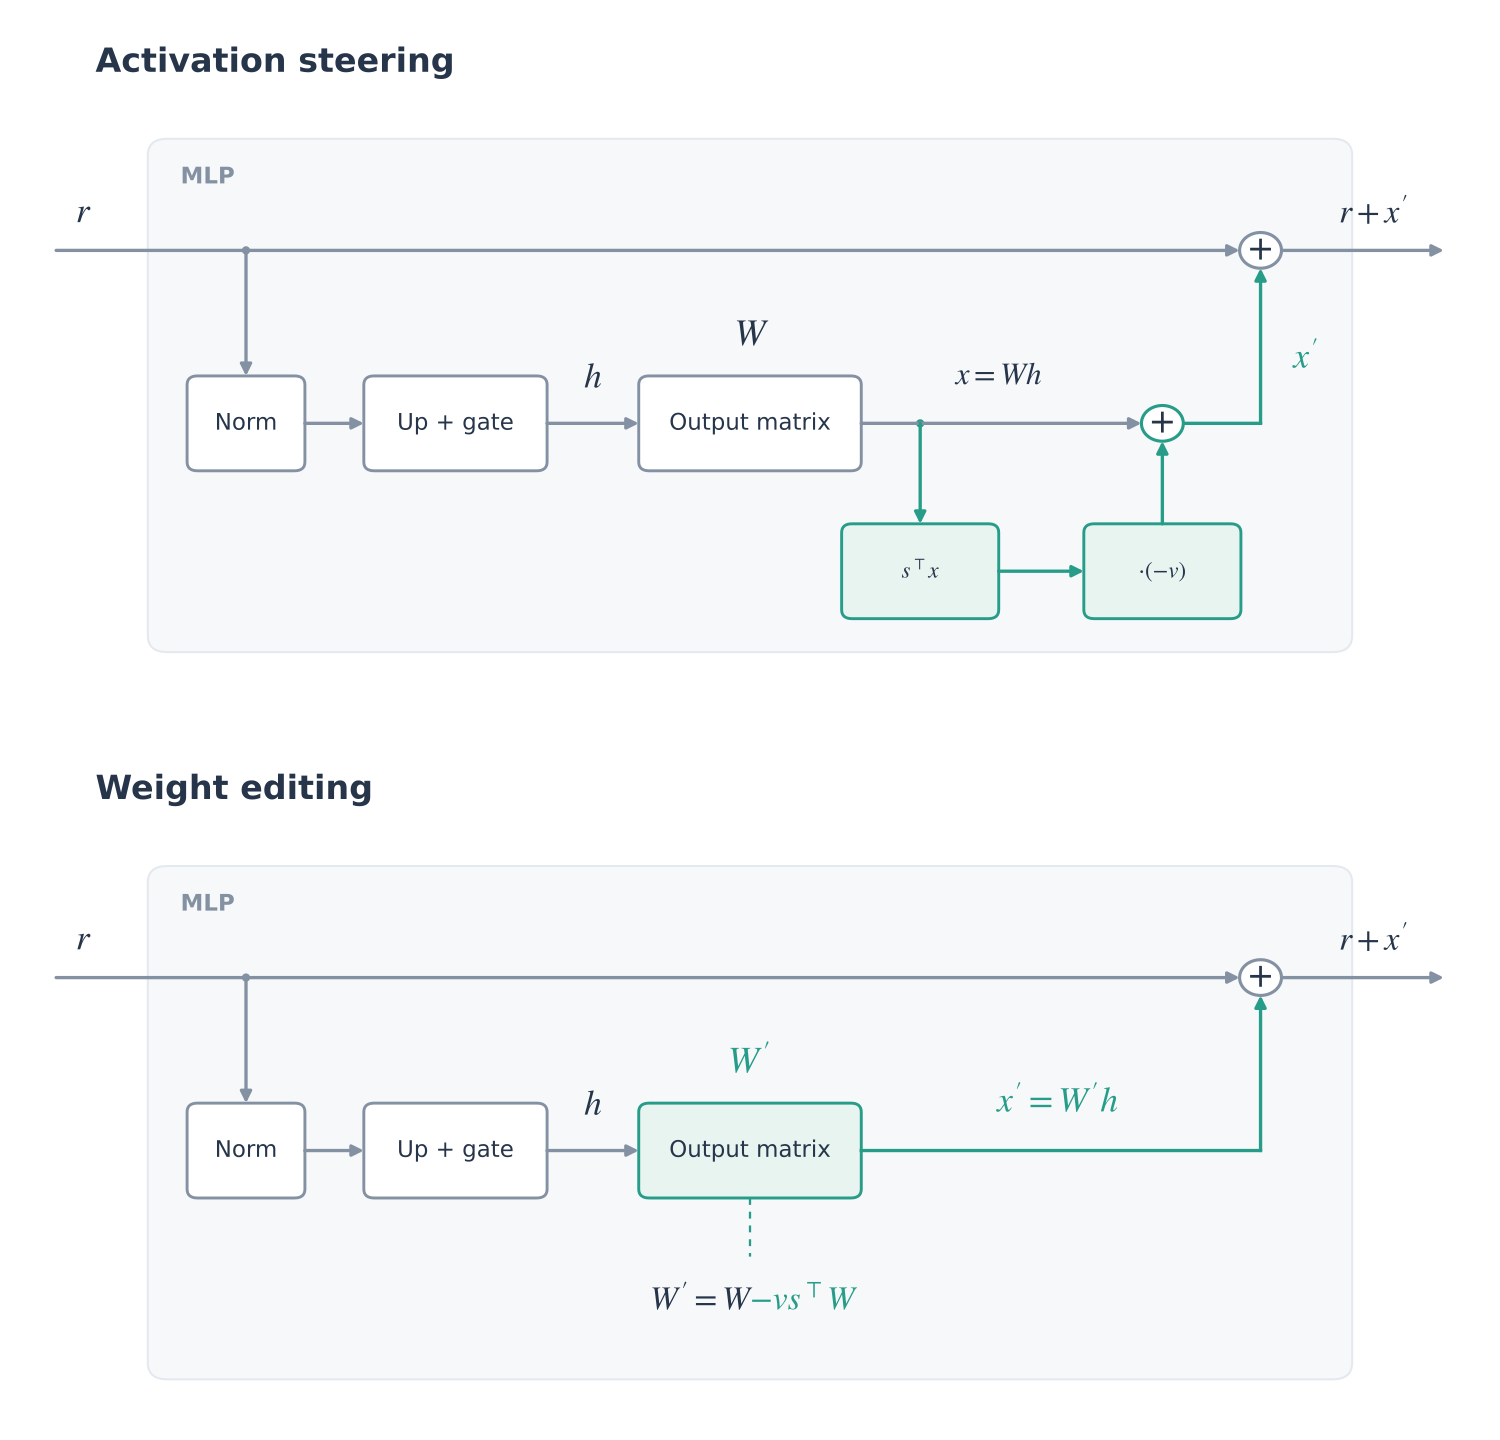 Activation steering
MLP
r
r + x′
W
h
x = Wh
x′
Norm
Up + gate
Output matrix
+
+
s⊤x
·(−v)
Weight editing
MLP
r
r + x′
+
W′
h
x′ = W′h
Norm
Up + gate
Output matrix
W′ = W−vs⊤W